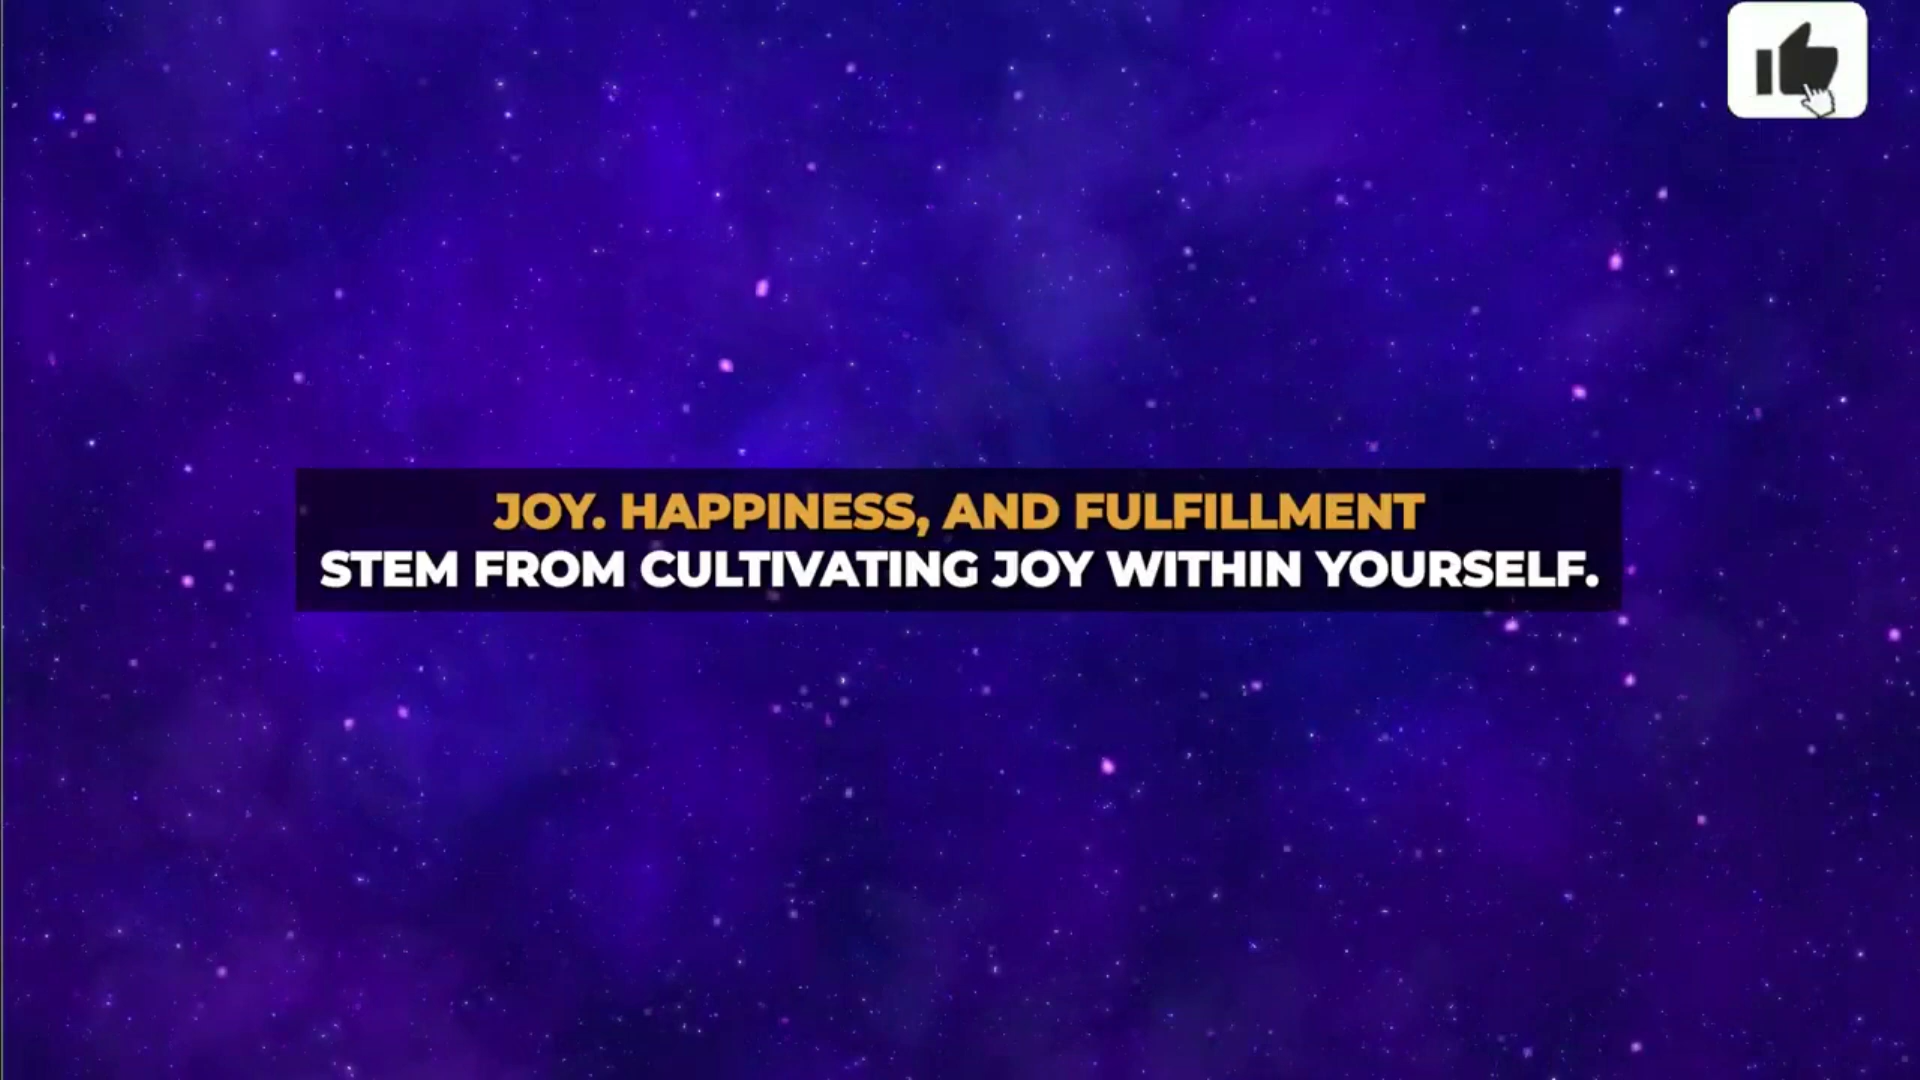 JOY. HAPPINESS, AND FULFILLMENT
STEM FROM CULTIVATING JOY WITHIN YOURSELF.